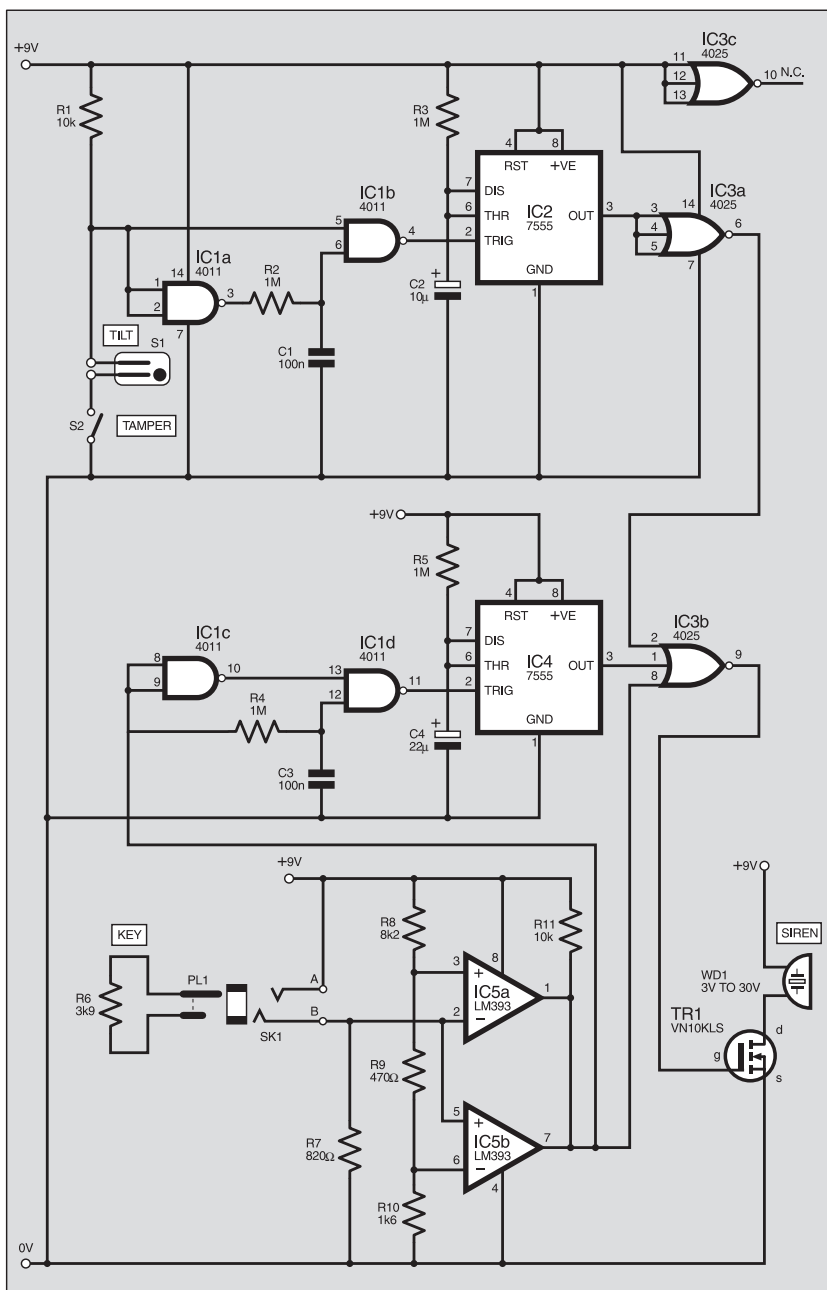 +9V
IC3c
4025
11
12
13
10 N.C.
R1
10k
R3
1M
4
8
RST
+VE
7
DIS
6
THR
2
TRIG
IC2
7555
OUT
3
GND
1
IC3a
4025
14
3
4
5
6
7
IC1b
4011
5
6
4
IC1a
4011
14
1
2
3
7
R2
1M
C1
100n
+
C2
10µ
TILT
S1
S2
TAMPER
+9V
R5
1M
4
8
RST
+VE
7
DIS
6
THR
2
TRIG
IC4
7555
OUT
3
GND
1
IC3b
4025
2
1
8
9
IC1c
4011
8
9
10
IC1d
4011
13
12
11
R4
1M
C3
100n
+
C4
22µ
+9V
KEY
R6
3k9
PL1
SK1
A
B
R8
8k2
R9
470Ω
R10
1k6
R7
820Ω
3
+
2
−
8
IC5a
LM393
1
5
+
6
−
IC5b
LM393
7
4
R11
10k
+9V
SIREN
WD1
3V TO 30V
TR1
VN10KLS
d
g
s
0V